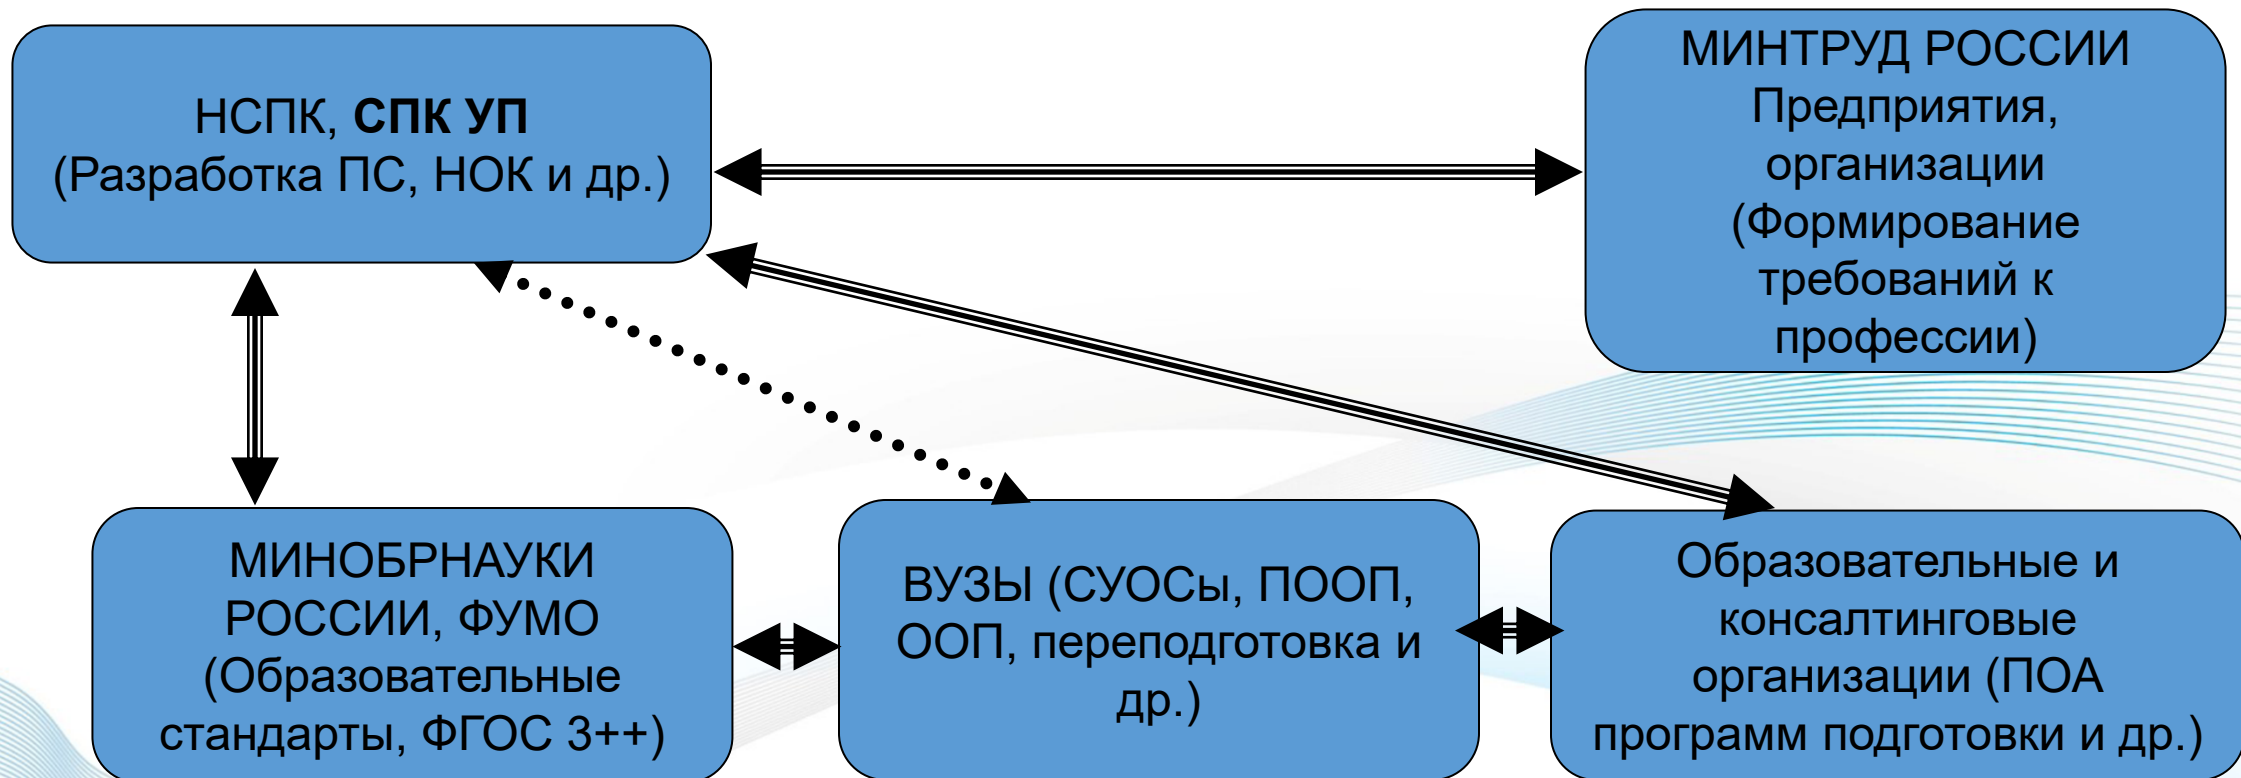 НСПК, СПК УП
(Разработка ПС, НОК и др.)
МИНТРУД РОССИИ
Предприятия,
организации
(Формирование
требований к
профессии)
МИНОБРНАУКИ
РОССИИ, ФУМО
(Образовательные
стандарты, ФГОС 3++)
ВУЗЫ (СУОСы, ПООП,
ООП, переподготовка и
др.)
Образовательные и
консалтинговые
организации (ПОА
программ подготовки и др.)